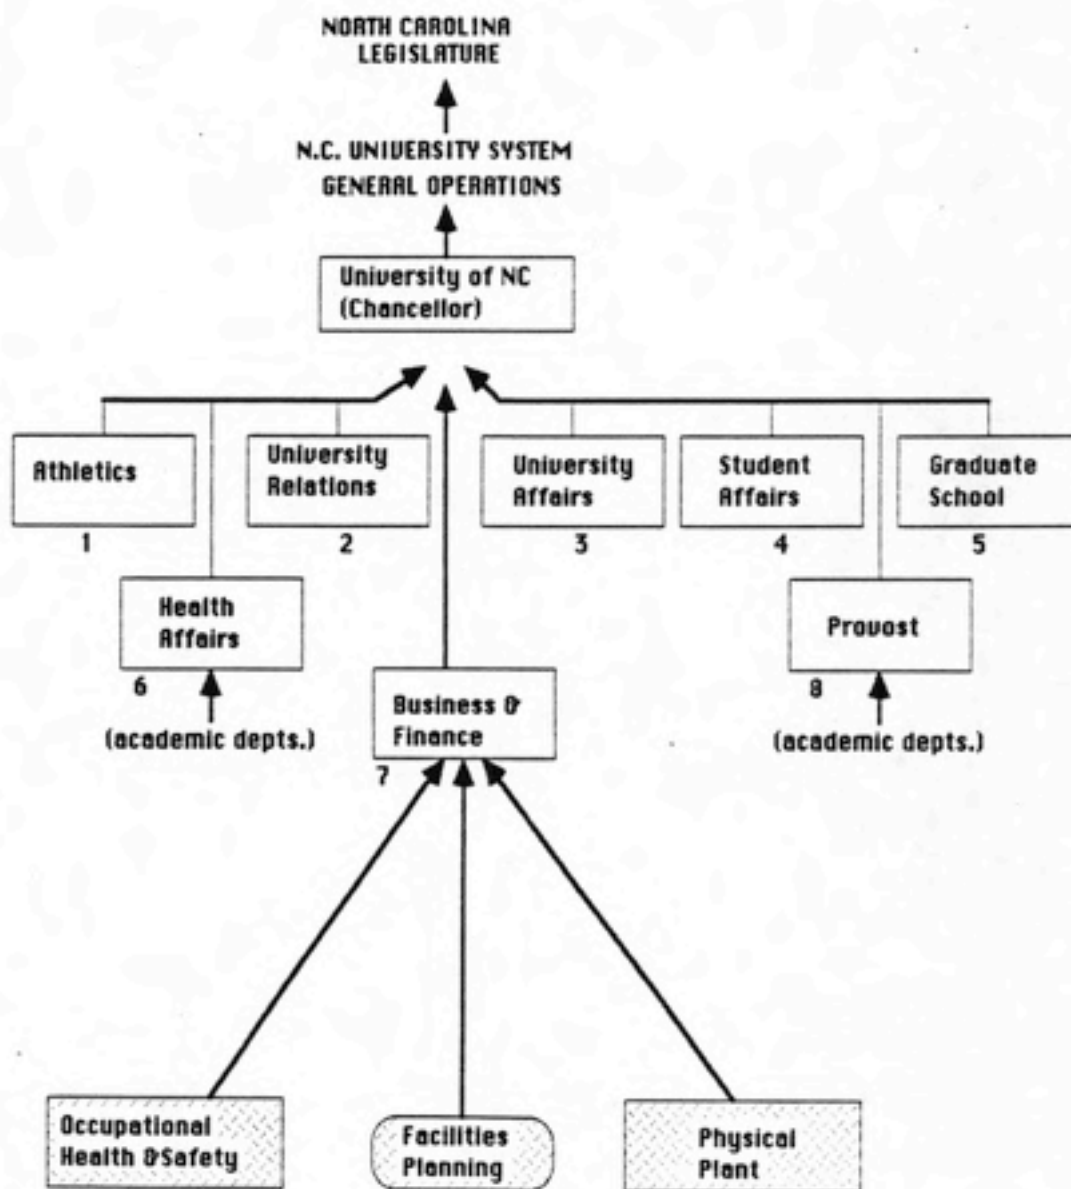 NORTH CAROLINA
LEGISLATURE
N.C. UNIVERSITY SYSTEM
GENERAL OPERATIONS
University of NC
(Chancellor)
Athletics
1
University
Relations
2
University
Affairs
3
Student
Affairs
4
Graduate
School
5
Health
Affairs
6
(academic depts.)
Business &
Finance
7
Provost
8
(academic depts.)
Occupational
Health &Safety
Facilities
Planning
Physical
Plant